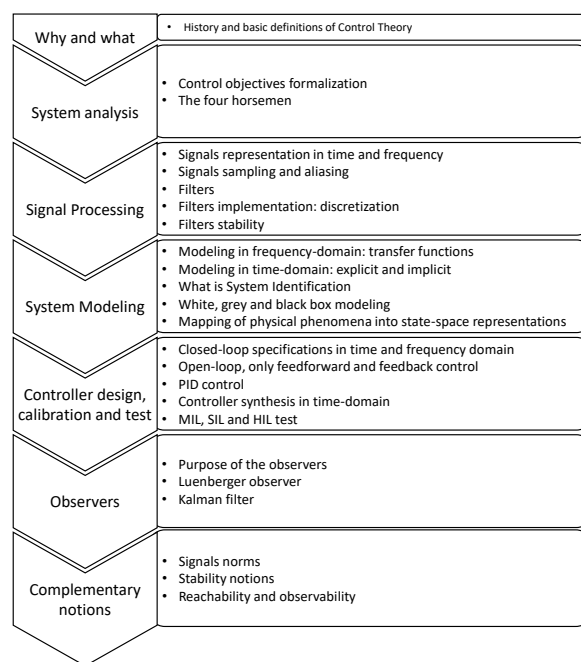 Why and what
• History and basic definitions of Control Theory
System analysis
• Control objectives formalization
• The four horsemen
Signal Processing
• Signals representation in time and frequency
• Signals sampling and aliasing
• Filters
• Filters implementation: discretization
• Filters stability
System Modeling
• Modeling in frequency-domain: transfer functions
• Modeling in time-domain: explicit and implicit
• What is System Identification
• White, grey and black box modeling
• Mapping of physical phenomena into state-space representations
Controller design,
calibration and test
• Closed-loop specifications in time and frequency domain
• Open-loop, only feedforward and feedback control
• PID control
• Controller synthesis in time-domain
• MIL, SIL and HIL test
Observers
• Purpose of the observers
• Luenberger observer
• Kalman filter
Complementary
notions
• Signals norms
• Stability notions
• Reachability and observability